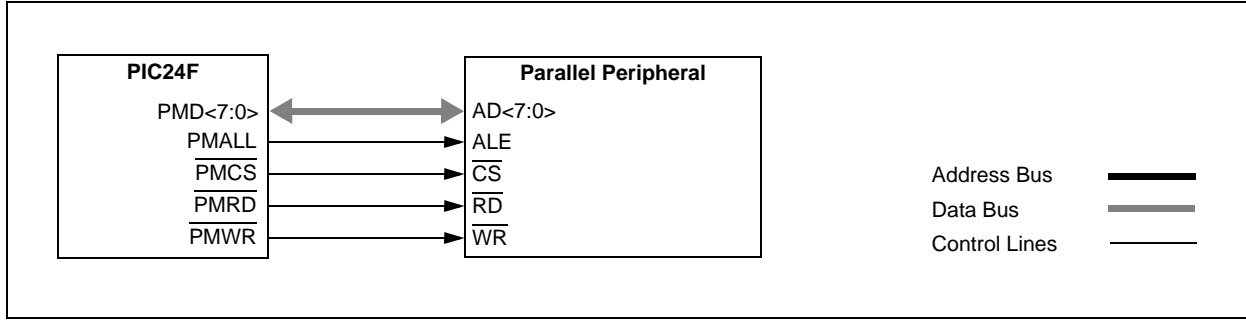 PIC24F
PMD<7:0>
PMALL
PMCS
PMRD
PMWR
Parallel Peripheral
AD<7:0>
ALE
CS
RD
WR
Address Bus
Data Bus
Control Lines